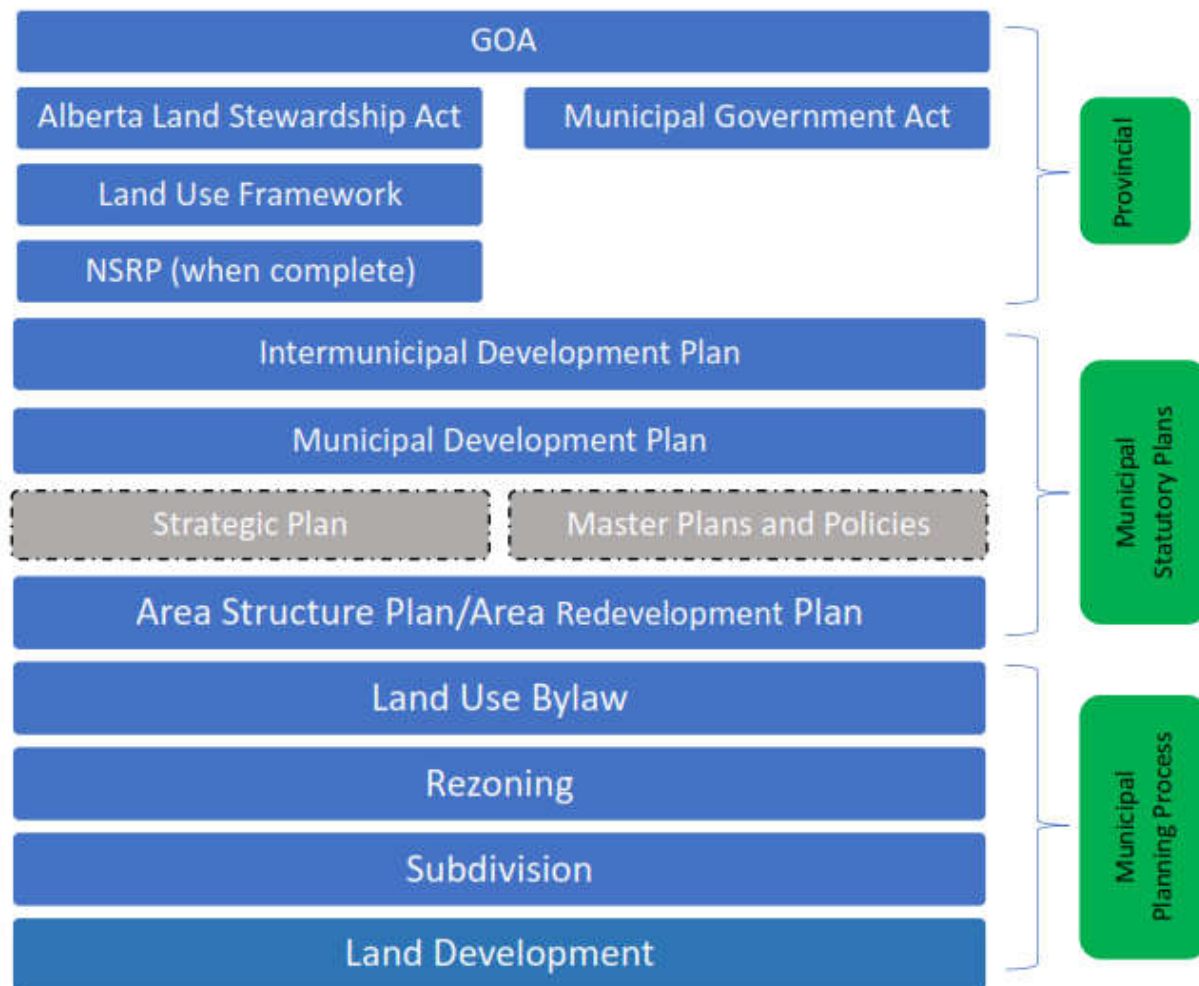 GOA
Alberta Land Stewardship Act
Municipal Government Act
Land Use Framework
NSRP (when complete)
Provincial
Intermunicipal Development Plan
Municipal Development Plan
Strategic Plan
Master Plans and Policies
Area Structure Plan/Area Redevelopment Plan
Municipal
Statutory Plans
Land Use Bylaw
Rezoning
Subdivision
Land Development
Municipal
Planning Process